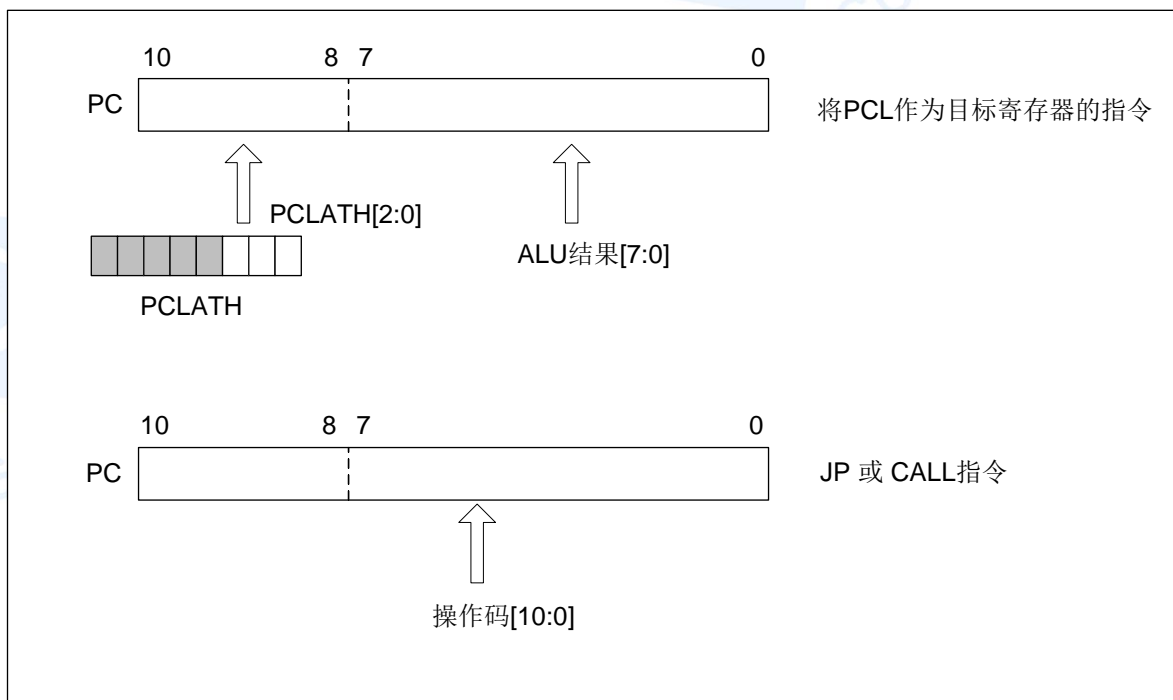 10 8 7 0
PC
将PCL作为目标寄存器的指令
PCLATH[2:0]
ALU结果[7:0]
PCLATH
10 8 7 0
PC
JP 或 CALL指令
操作码[10:0]